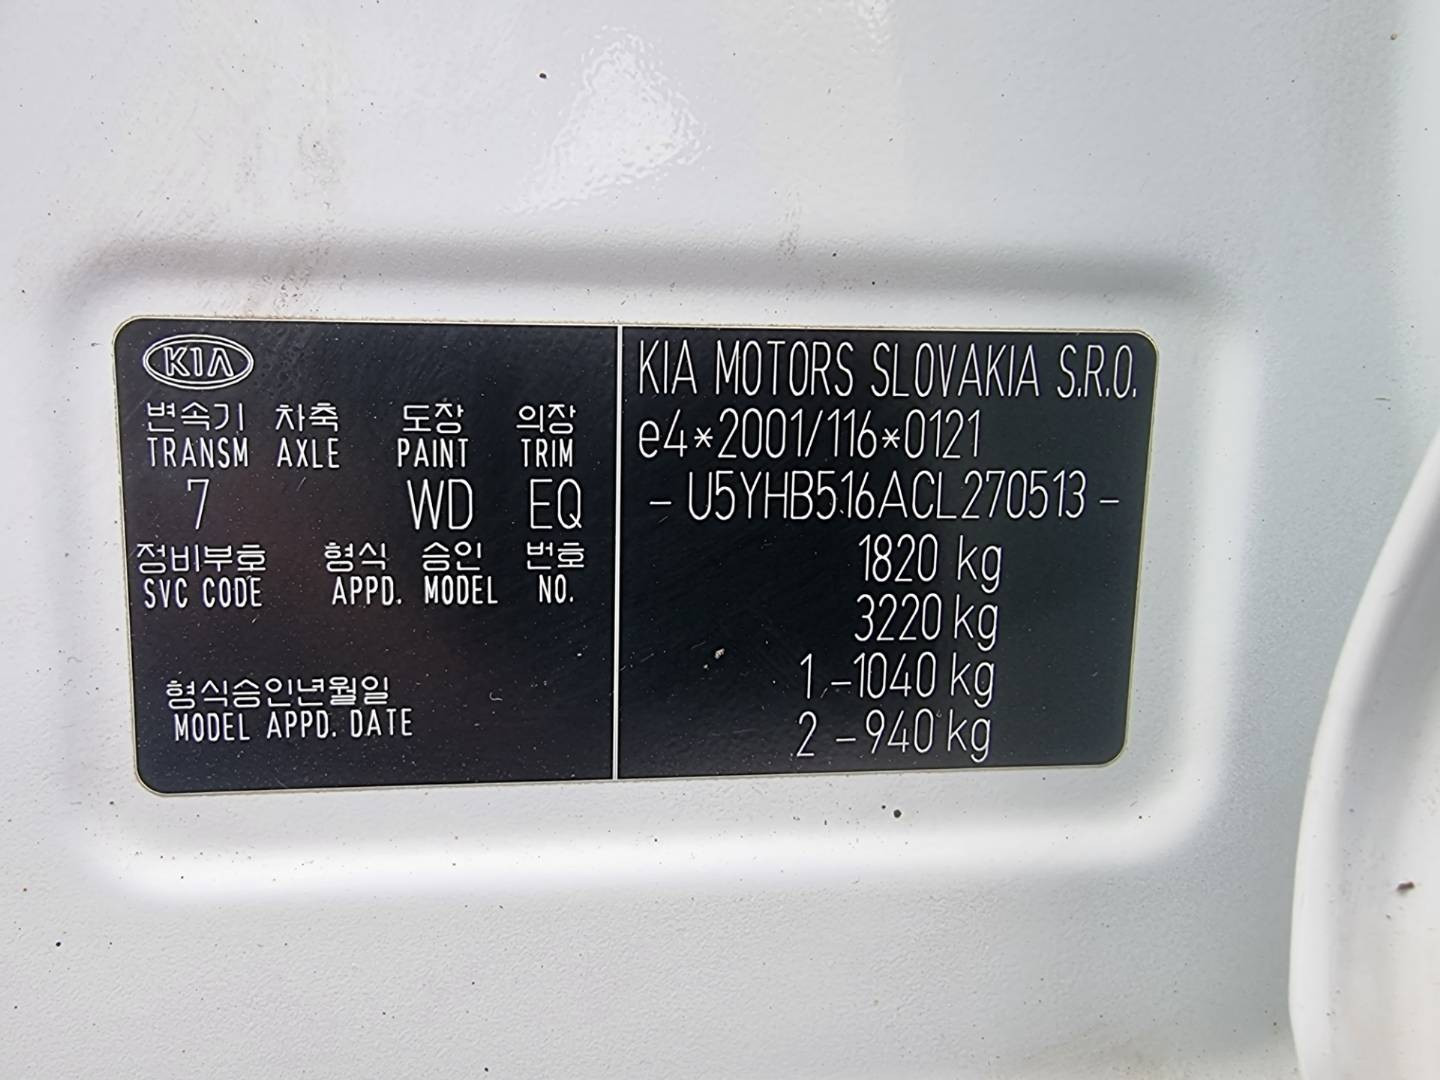 KIA
변속기 차축 도장 의장
TRANSM AXLE PAINT TRIM
7 WD EQ
정비부호 형식 승인 번호
SVC CODE APPD. MODEL NO.
형식승인년월일
MODEL APPD. DATE
KIA MOTORS SLOVAKIA S.R.O.
e4*2001/116*0121
- U5YHB516ACL270513 -
1820 kg
3220 kg
1 -1040 kg
2 -940 kg